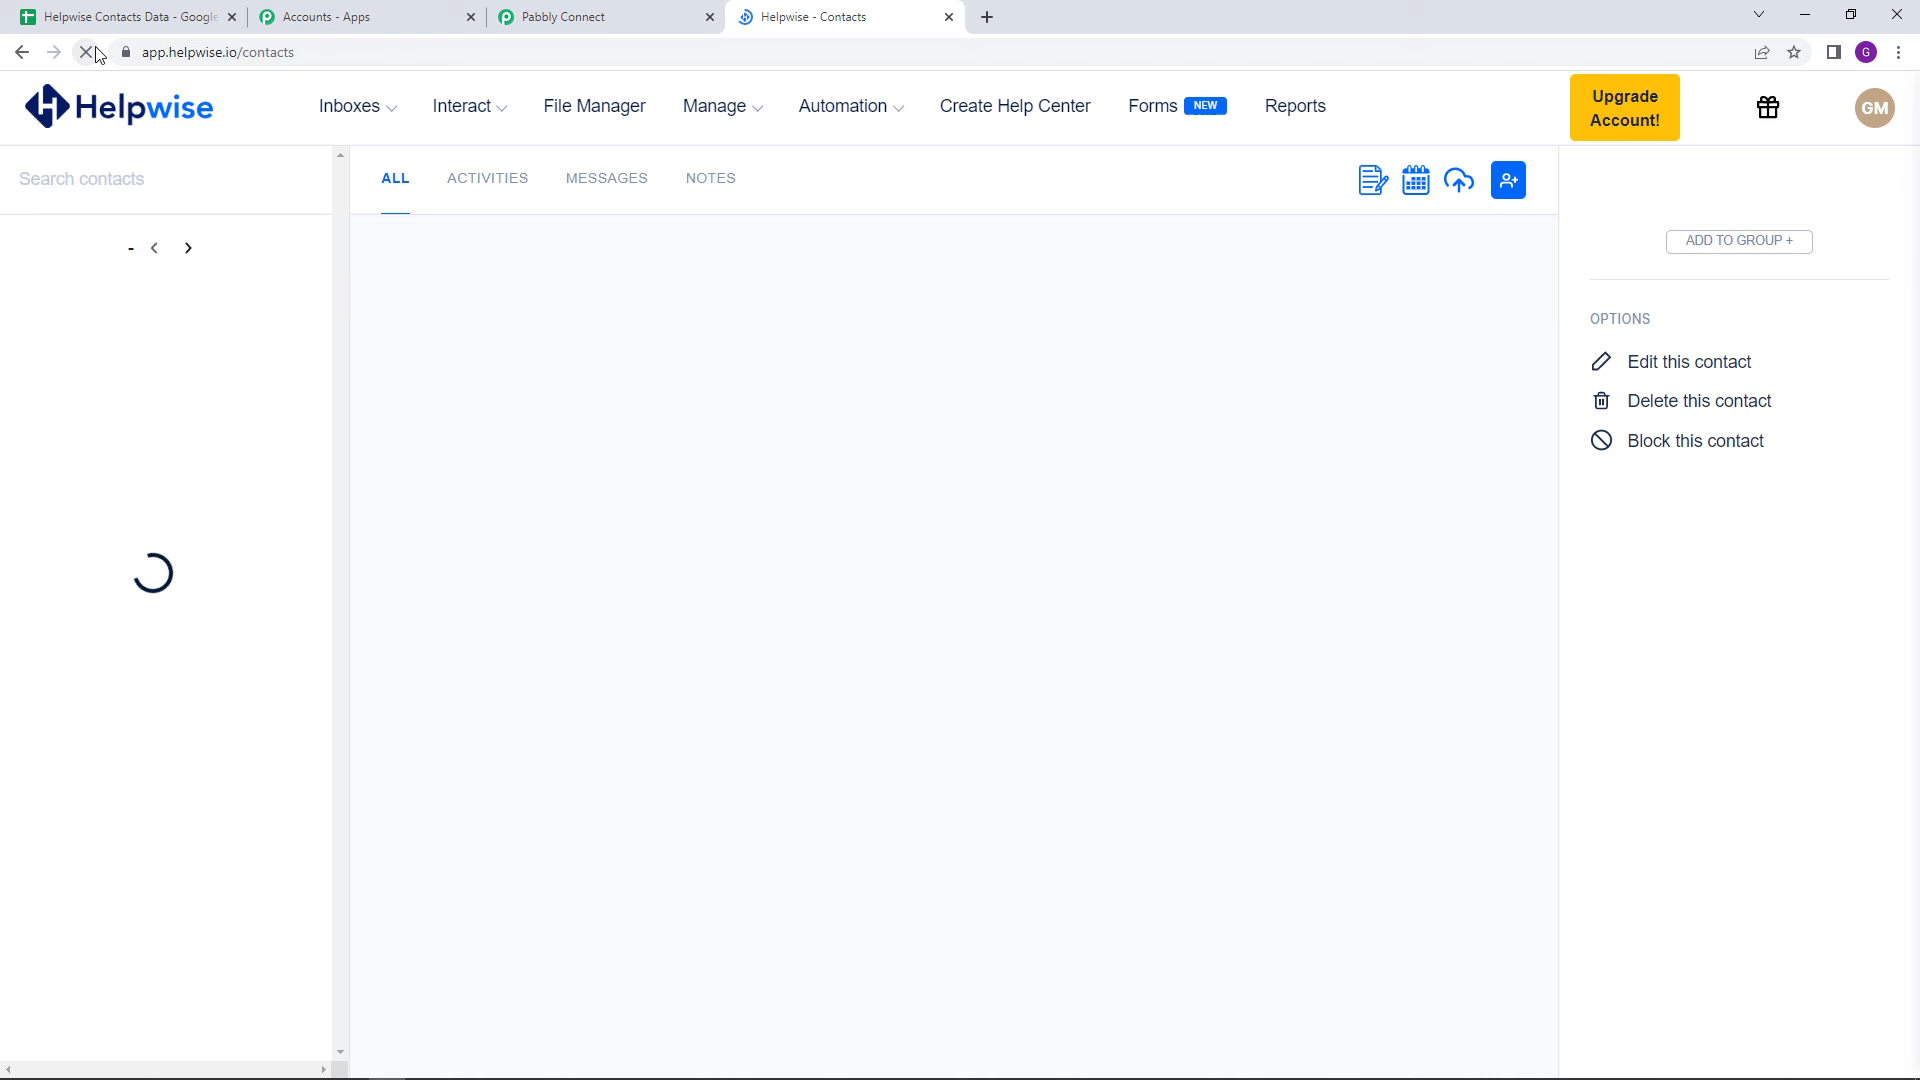 Helpwise Contacts Data - Google
Accounts - Apps
Pabbly Connect
Helpwise - Contacts
app.helpwise.io/contacts
G
Helpwise
Inboxes
Interact
File Manager
Manage
Automation
Create Help Center
Forms NEW
Reports
Upgrade
Account!
GM
Search contacts
ALL
ACTIVITIES
MESSAGES
NOTES
-
ADD TO GROUP +
OPTIONS
Edit this contact
Delete this contact
Block this contact